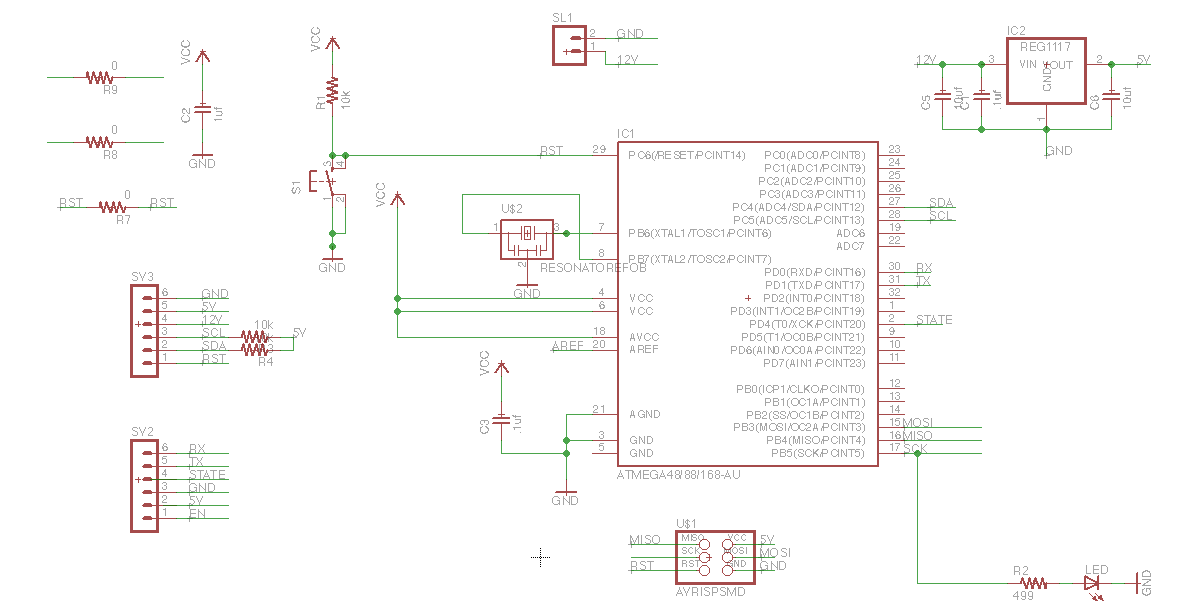 0
R9
0
R8
RST
0
RST
R7
VCC
C2
1uf
GND
VCC
R1
10k
S1
3
4
1
2
GND
SL1
2
GND
1
12V
IC2
REG1117
12V
3
VIN
VOUT
2
5V
GND
1
C5
10uf
.1uf
C6
10uf
GND
IC1
RST
29
PC6(/RESET/PCINT14)
PC0(ADC0/PCINT8)
23
PC1(ADC1/PCINT9)
24
PC2(ADC2/PCINT10)
25
PC3(ADC3/PCINT11)
26
PC4(ADC4/SDA/PCINT12)
27
SDA
PC5(ADC5/SCL/PCINT13)
28
SCL
ADC6
19
ADC7
22
VCC
U$2
1
3
2
RESONATOREFOB
GND
7
PB6(XTAL1/TOSC1/PCINT6)
8
PB7(XTAL2/TOSC2/PCINT7)
PD0(RXD/PCINT16)
30
RX
PD1(TXD/PCINT17)
31
TX
4
VCC
PD2(INT0/PCINT18)
32
6
VCC
PD3(INT1/OC2B/PCINT19)
1
PD4(T0/XCK/PCINT20)
2
STATE
18
AVCC
PD5(T1/OC0B/PCINT21)
9
AREF
20
AREF
PD6(AIN0/OC0A/PCINT22)
10
PD7(AIN1/PCINT23)
11
PB0(ICP1/CLKO/PCINT0)
12
PB1(OC1A/PCINT1)
13
21
AGND
PB2(SS/OC1B/PCINT2)
14
PB3(MOSI/OC2A/PCINT3)
15
MOSI
3
GND
PB4(MISO/PCINT4)
16
MISO
5
GND
PB5(SCK/PCINT5)
17
SCK
ATMEGA48/88/168-AU
VCC
C3
.1uf
GND
SV3
6
GND
5
5V
4
12V
3
SCL
2
SDA
1
RST
10k
5V
R4
SV2
6
RX
5
TX
4
STATE
3
GND
2
5V
1
EN
U$1
MISO
MISO
VCC
5V
SCK
MOSI
MOSI
RST
RST
GND
GND
AVRISPSMD
R2
499
LED
GND